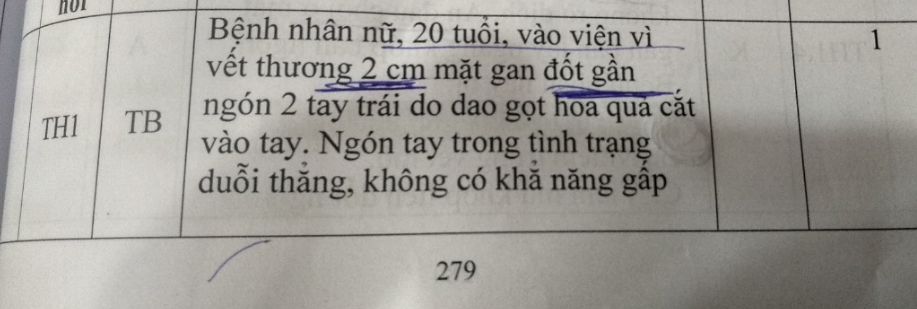 hỏi
Bệnh nhân nữ, 20 tuổi, vào viện vì
1
vết thương 2 cm mặt gan đốt gần
ngón 2 tay trái do dao gọt hoa quả cắt
TH1 TB
vào tay. Ngón tay trong tình trạng
duỗi thẳng, không có khả năng gấp
279